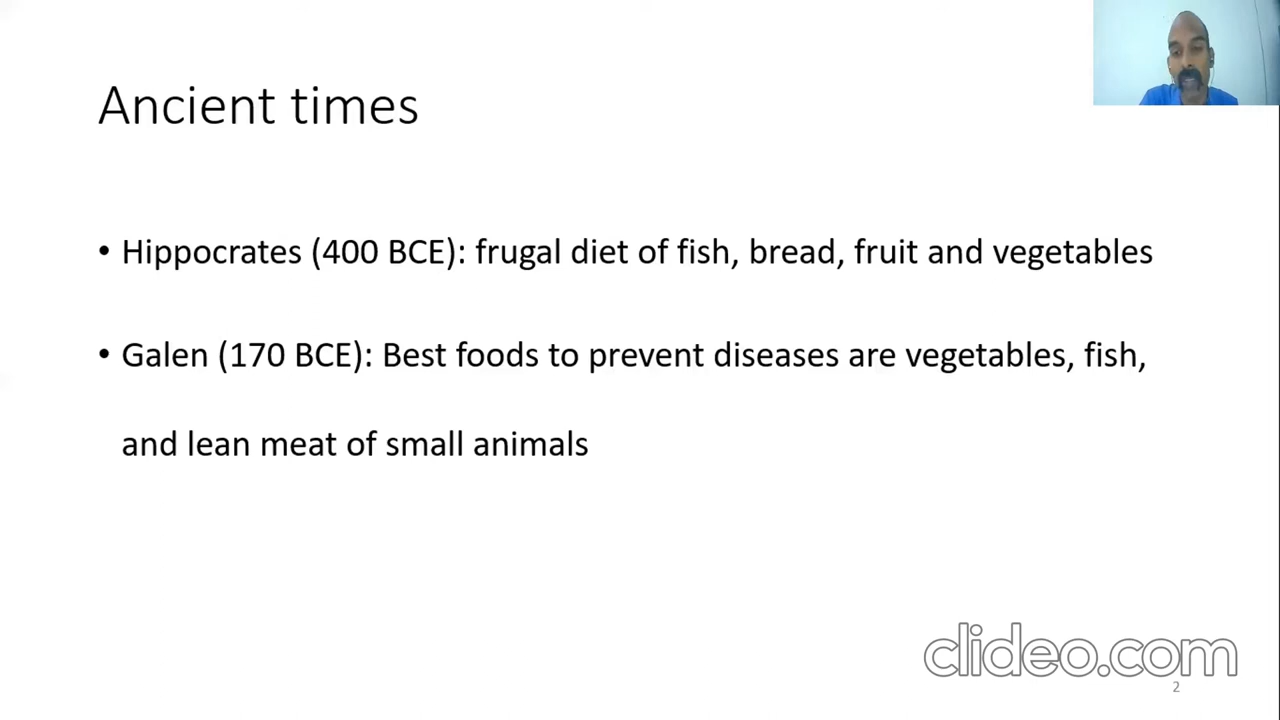 Ancient times
• Hippocrates (400 BCE): frugal diet of fish, bread, fruit and vegetables
• Galen (170 BCE): Best foods to prevent diseases are vegetables, fish,
and lean meat of small animals
clideo.com
2